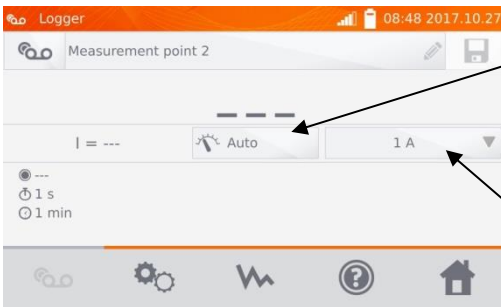 Logger 08:48 2017.10.27
Measurement point 2
---
I = --- Auto 1 A
---
1 s
1 min